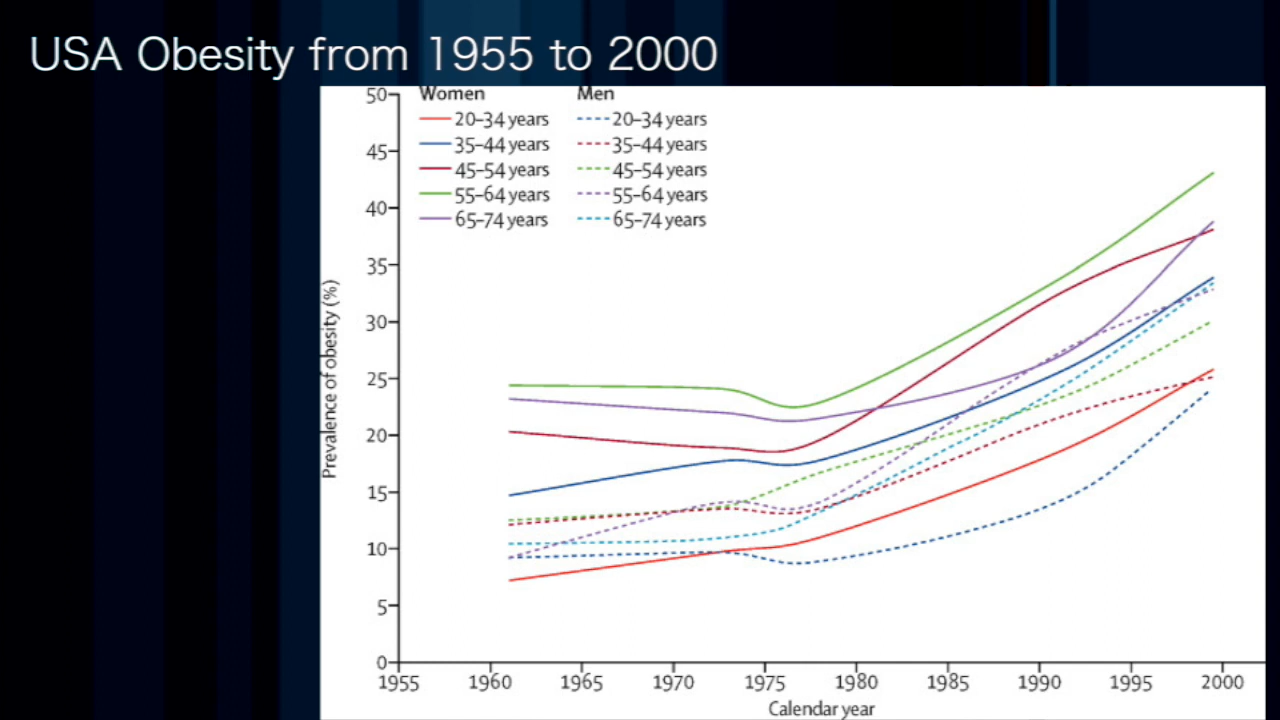 USA Obesity from 1955 to 2000
Women Men
20–34 years 20–34 years
35–44 years 35–44 years
45–54 years 45–54 years
55–64 years 55–64 years
65–74 years 65–74 years
Prevalence of obesity (%)
50
45
40
35
30
25
20
15
10
5
0
1955 1960 1965 1970 1975 1980 1985 1990 1995 2000
Calendar year